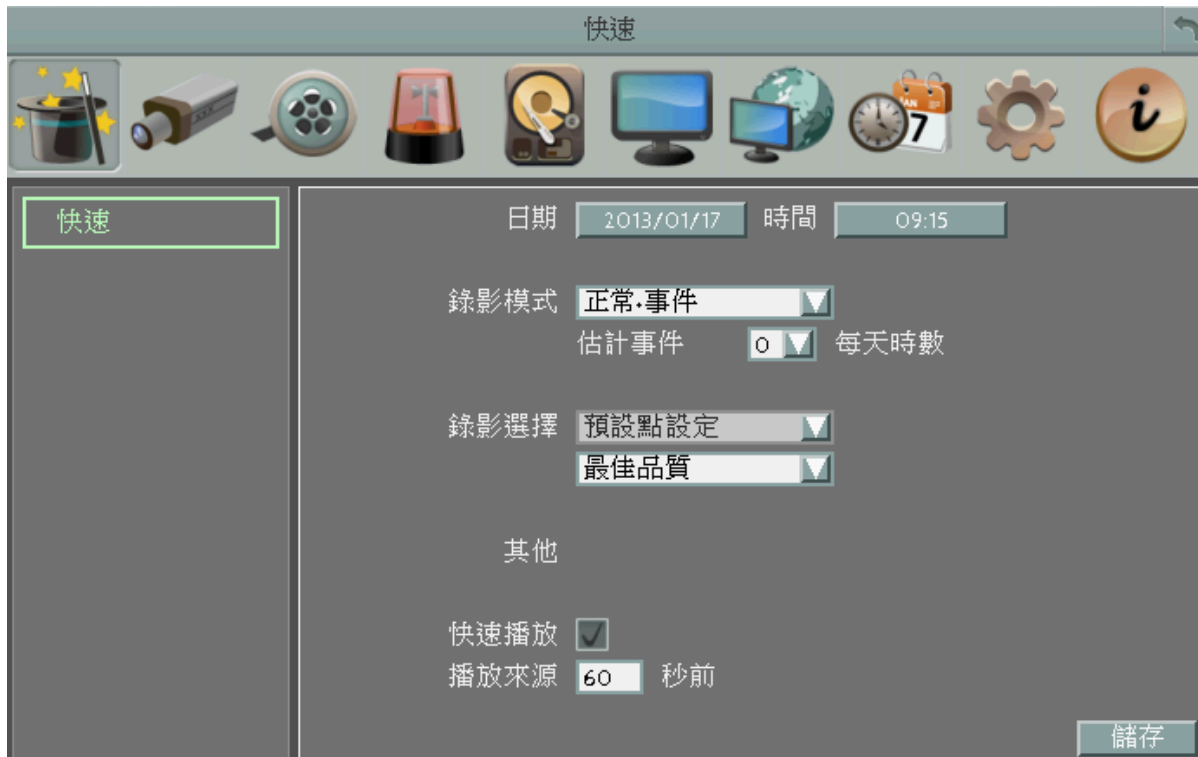 快速
JAN
7
快速
日期 2013/01/17 時間 09:15
錄影模式 正常.事件
估計事件 0 每天時數
錄影選擇 預設點設定
最佳品質
其他
快速播放
播放來源 60 秒前
儲存